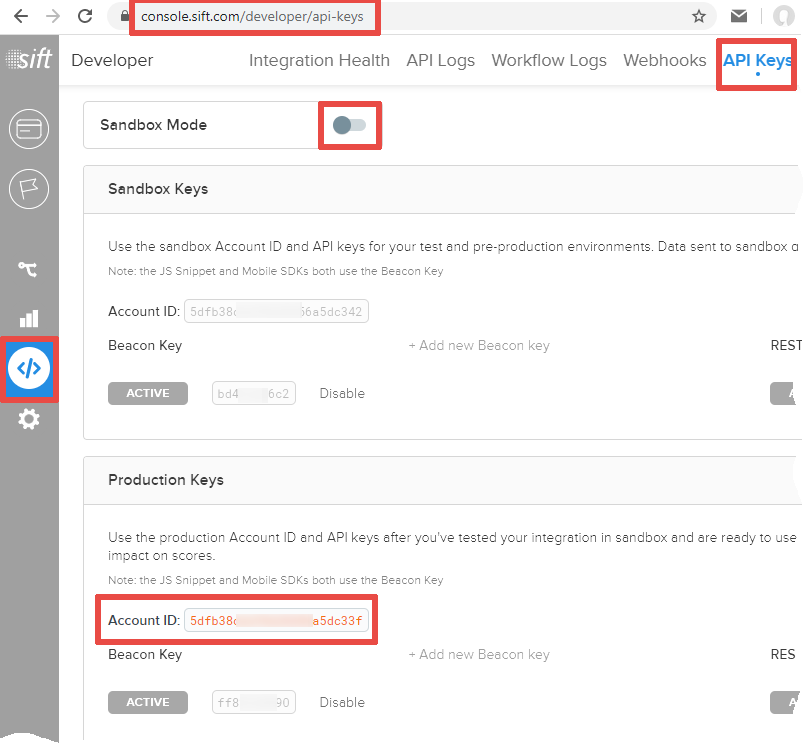 console.sift.com/developer/api-keys
sift
Developer
Integration Health
API Logs
Workflow Logs
Webhooks
API Keys
Sandbox Mode
Sandbox Keys
Use the sandbox Account ID and API keys for your test and pre-production environments. Data sent to sandbox
Note: the JS Snippet and Mobile SDKs both use the Beacon Key
Account ID: 5dfb38 56a5dc342
Beacon Key
+ Add new Beacon key
REST
ACTIVE
bd4 6c2
Disable
Production Keys
Use the production Account ID and API keys after you've tested your integration in sandbox and are ready to use
impact on scores.
Note: the JS Snippet and Mobile SDKs both use the Beacon Key
Account ID: 5dfb38 a5dc33f
Beacon Key
+ Add new Beacon key
RES
ACTIVE
ff8 90
Disable